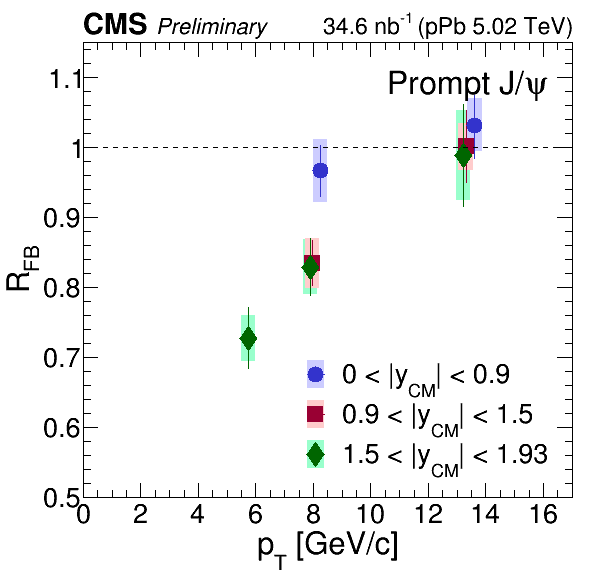 CMS Preliminary 34.6 nb⁻¹ (pPb 5.02 TeV)
Prompt J/ψ
1.1
1
0.9
0.8
0.7
0.6
0.5
R_FB
0 < |y_CM| < 0.9
0.9 < |y_CM| < 1.5
1.5 < |y_CM| < 1.93
0 2 4 6 8 10 12 14 16
p_T [GeV/c]